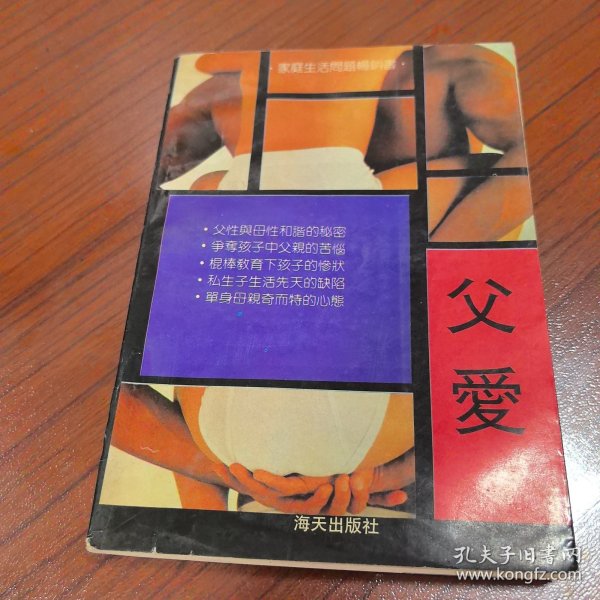 ·家庭生活問題暢銷書·
·父性與母性和諧的秘密
·爭奪孩子中父親的苦惱
·棍棒教育下孩子的慘狀
·私生子生活先天的缺陷
·單身母親奇而特的心態
父愛
海天出版社
孔夫子旧书网
www.kongfz.com